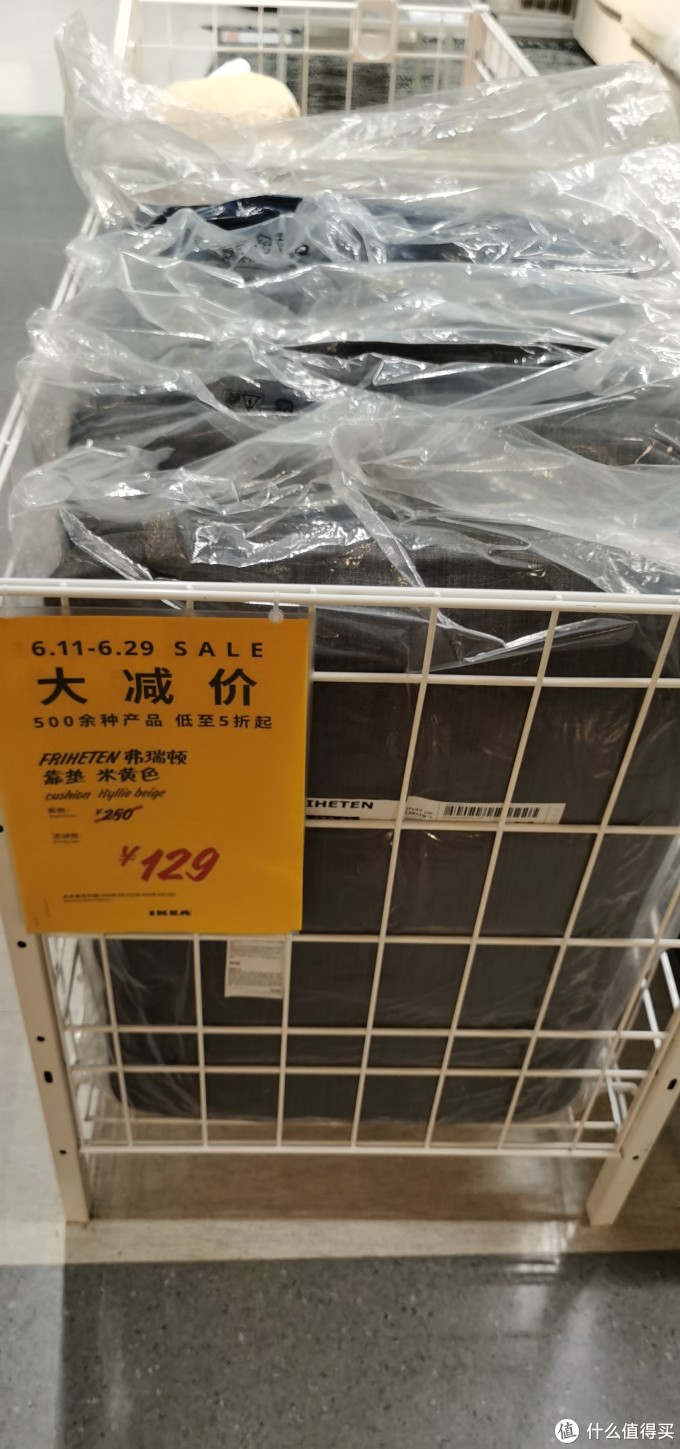 6.11-6.29 SALE
大减价
500余种产品 低至5折起
FRIHETEN 弗瑞顿
靠垫 米黄色
cushion Hyllie beige
¥250
¥129
IKEA
RIHETEN
值 什么值得买